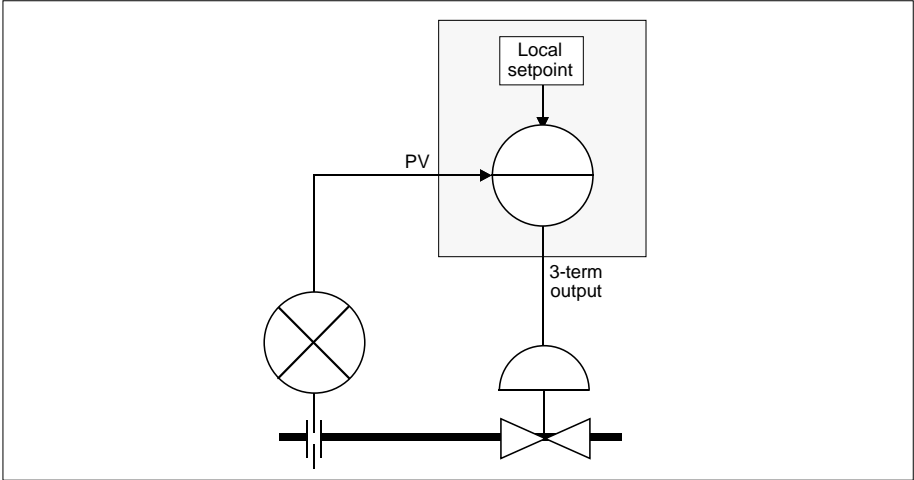 Local
setpoint
PV
3-term
output